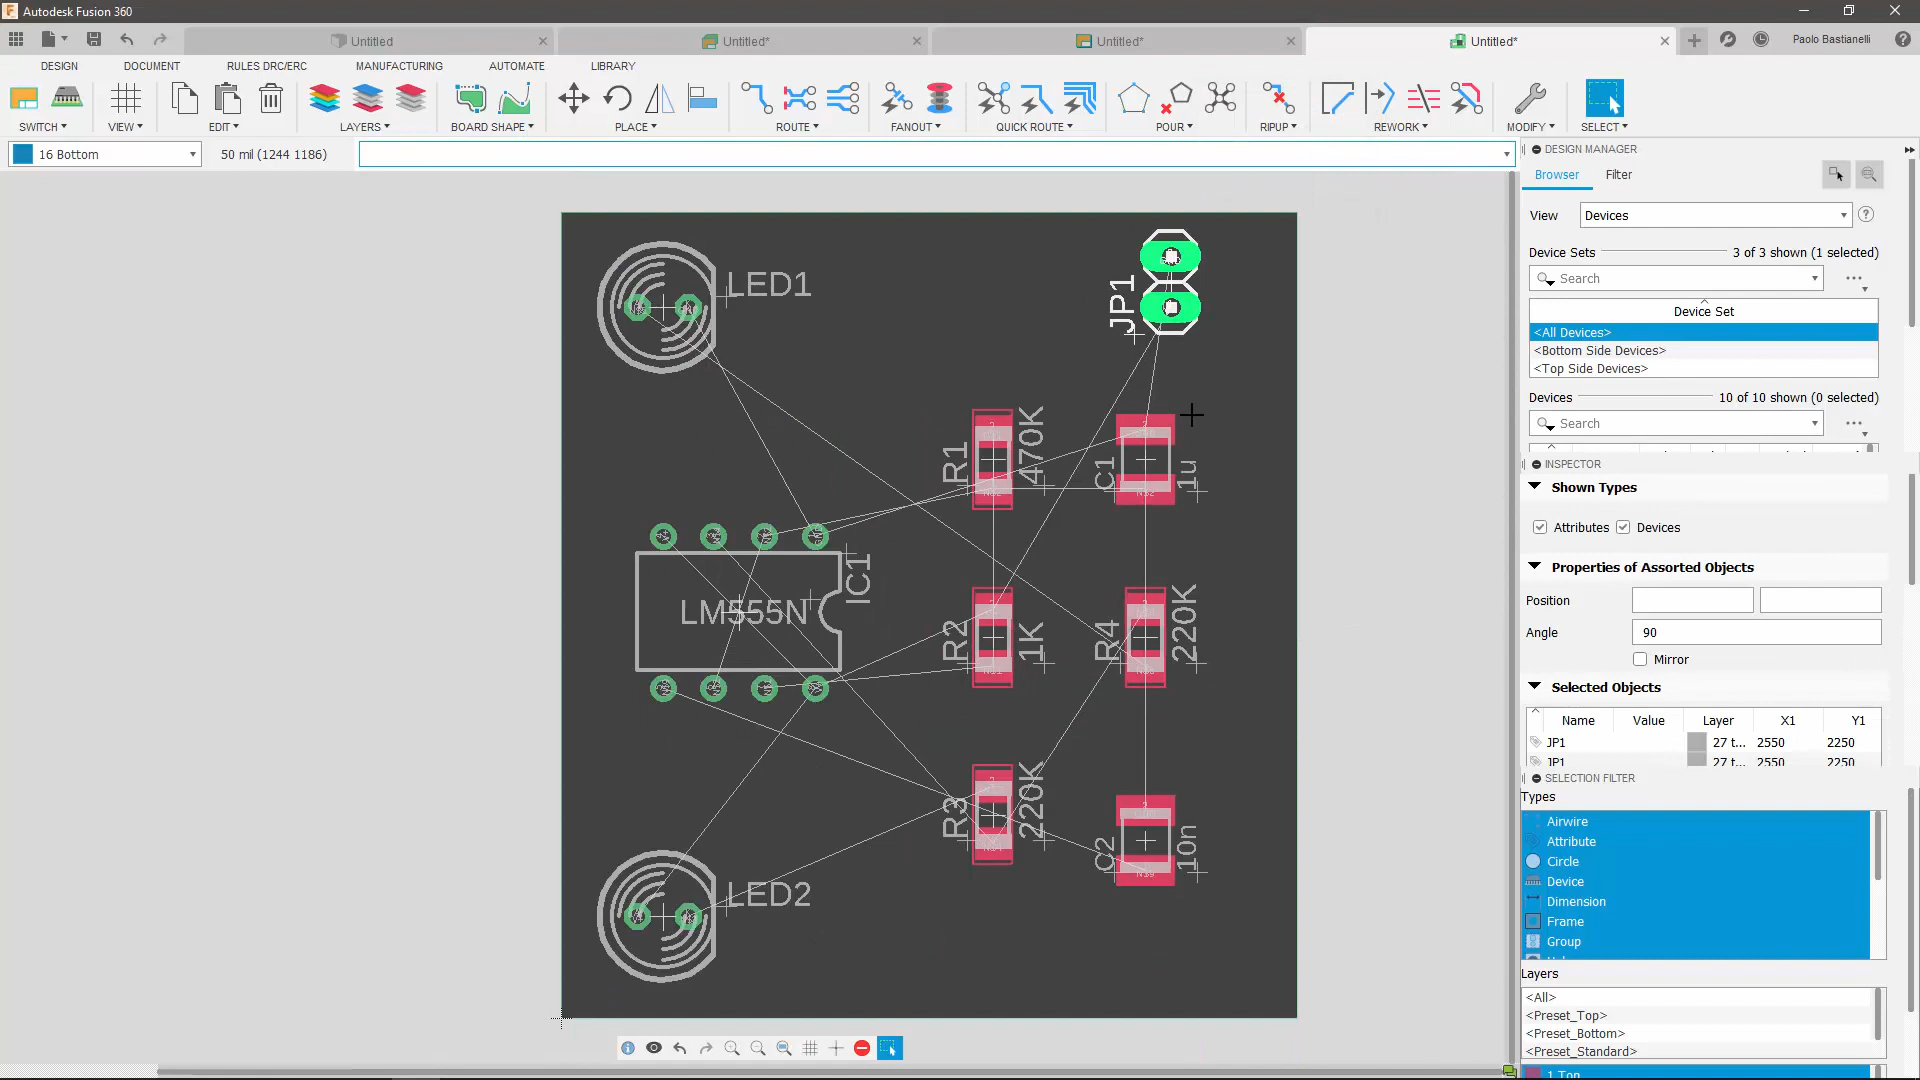 Autodesk Fusion 360
Untitled
Untitled*
Untitled*
Untitled*
Paolo Bastianelli
DESIGN
DOCUMENT
RULES DRC/ERC
MANUFACTURING
AUTOMATE
LIBRARY
SWITCH
VIEW
EDIT
LAYERS
BOARD SHAPE
PLACE
ROUTE
FANOUT
QUICK ROUTE
POUR
RIPUP
REWORK
MODIFY
SELECT
16 Bottom
50 mil (1244 1186)
LED1
JP1
R1
470K
C1
1u
LM555N
IC1
R2
1K
R4
220K
R3
220K
C2
10n
LED2
DESIGN MANAGER
Browser
Filter
View
Devices
Device Sets
3 of 3 shown (1 selected)
Search
Device Set
<All Devices>
<Bottom Side Devices>
<Top Side Devices>
Devices
10 of 10 shown (0 selected)
Search
INSPECTOR
Shown Types
Attributes
Devices
Properties of Assorted Objects
Position
Angle
90
Mirror
Selected Objects
Name Value Layer X1 Y1
JP1 27 t... 2550 2250
JP1 27 t... 2550 2250
SELECTION FILTER
Types
Airwire
Attribute
Circle
Device
Dimension
Frame
Group
Layers
<All>
<Preset_Top>
<Preset_Bottom>
<Preset_Standard>
1 Top